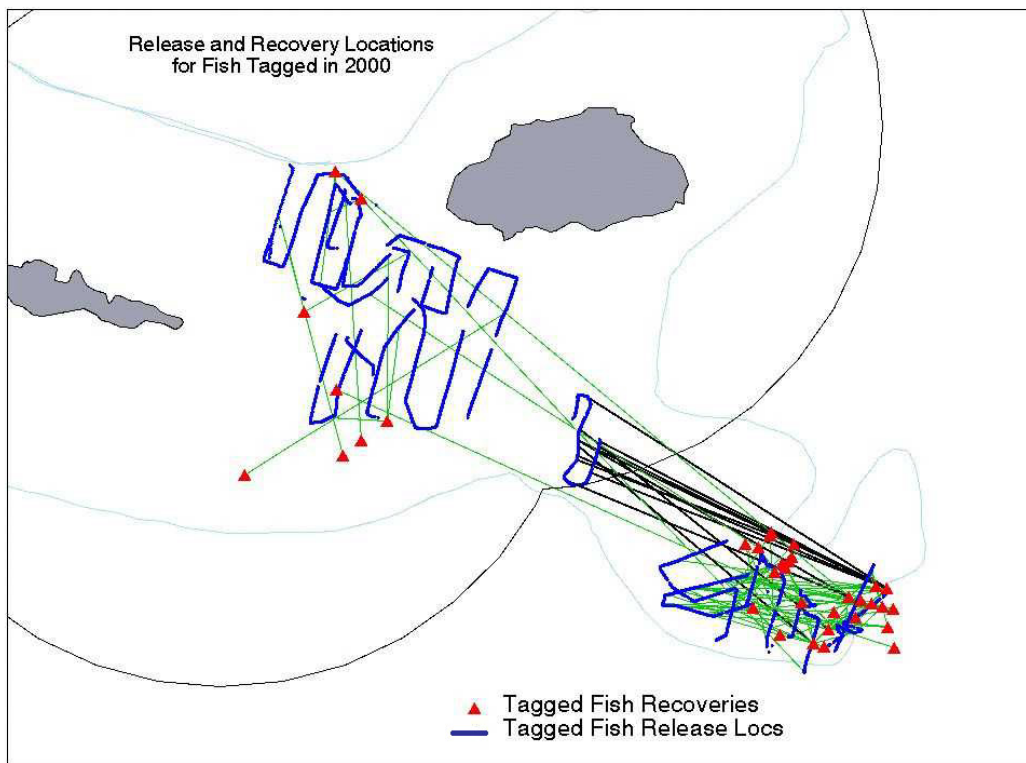 Release and Recovery Locations
for Fish Tagged in 2000
Tagged Fish Recoveries
Tagged Fish Release Locs